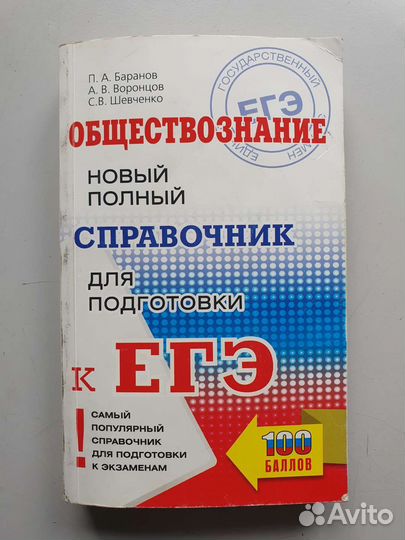 П. А. Баранов
А. В. Воронцов
С.В. Шевченко
ГОСУДАРСТВЕННЫЙ
ЕГЭ
ОБЩЕСТВОЗНАНИЕ
НОВЫЙ
ПОЛНЫЙ
СПРАВОЧНИК
ДЛЯ
ПОДГОТОВКИ
К ЕГЭ
! САМЫЙ
ПОПУЛЯРНЫЙ
СПРАВОЧНИК
ДЛЯ ПОДГОТОВКИ
К ЭКЗАМЕНАМ
100
БАЛЛОВ
Avito